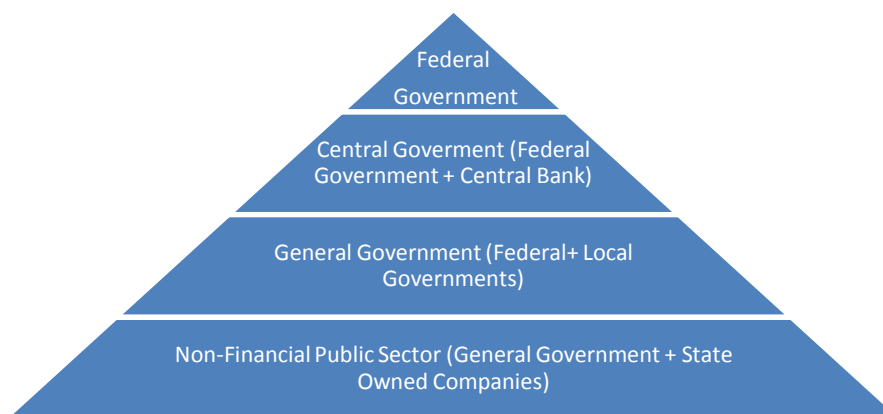 Federal
Government
Central Goverment (Federal
Government + Central Bank)
General Government (Federal+ Local
Governments)
Non-Financial Public Sector (General Government + State
Owned Companies)